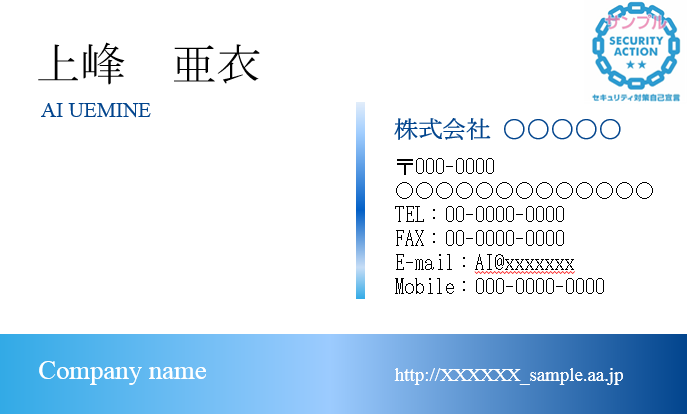 上峰　亜衣
AI UEMINE
サンプル
SECURITY
ACTION
★★
セキュリティ対策自己宣言
株式会社 〇〇〇〇〇
〒000-0000
〇〇〇〇〇〇〇〇〇〇〇〇〇
TEL：00-0000-0000
FAX：00-0000-0000
E-mail：AI@xxxxxxx
Mobile：000-0000-0000
Company name
http://XXXXXX_sample.aa.jp